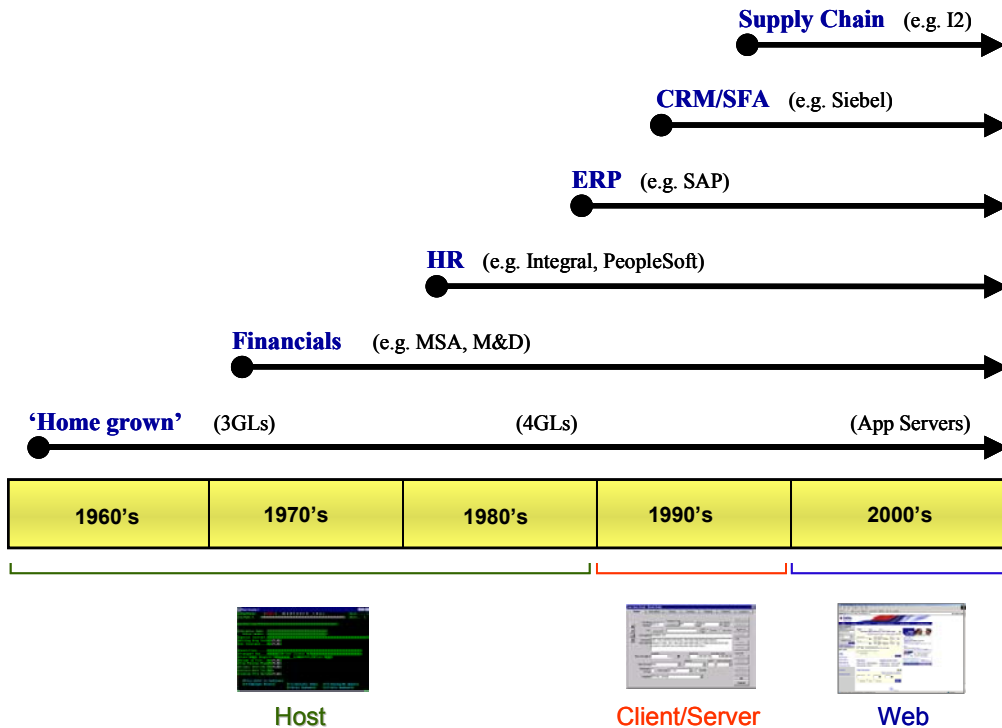 Supply Chain (e.g. I2)
CRM/SFA (e.g. Siebel)
ERP (e.g. SAP)
HR (e.g. Integral, PeopleSoft)
Financials (e.g. MSA, M&D)
‘Home grown’ (3GLs) (4GLs) (App Servers)
1960’s 1970’s 1980’s 1990’s 2000’s
Host Client/Server Web